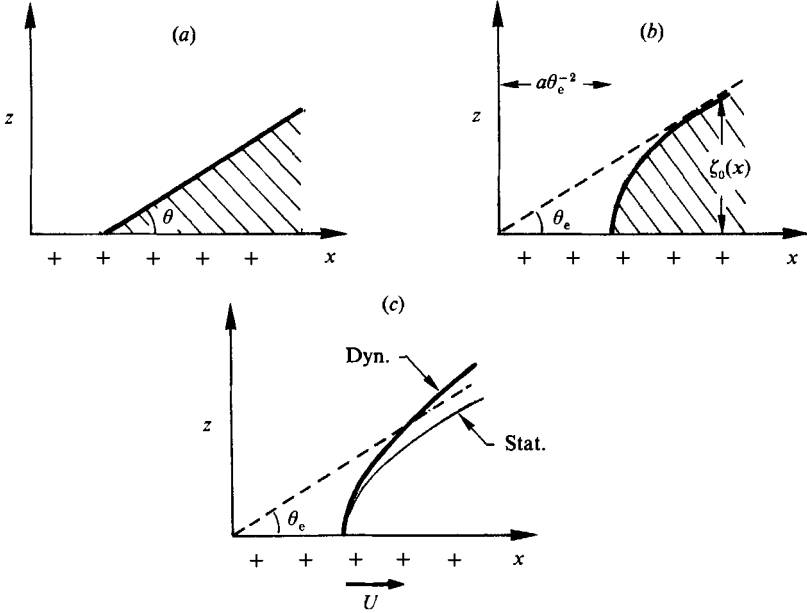 (a)
z
θ
+ + + + +
x
(b)
aθₑ⁻²
z
ζ₀(x)
θₑ
+ + + + +
x
(c)
Dyn.
z
Stat.
θₑ
+ + + + +
x
U